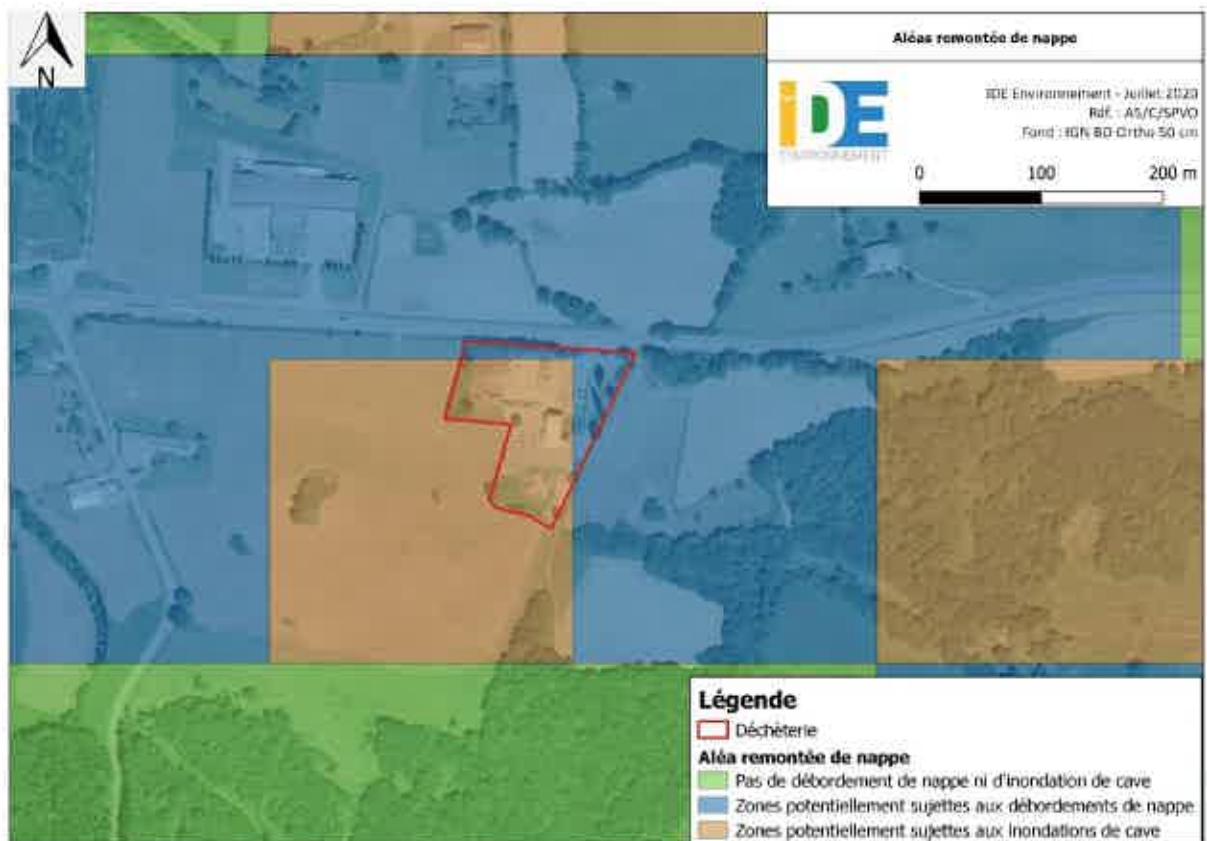 N
Aléas remontée de nappe
iDE
ENVIRONNEMENT
IDE Environnement - Juillet 2020
Réf. : AS/C/SPVO
Fond : IGN BD Ortho 50 cm
0 100 200 m
Légende
Déchèterie
Aléa remontée de nappe
Pas de débordement de nappe ni d'inondation de cave
Zones potentiellement sujettes aux débordements de nappe
Zones potentiellement sujettes aux inondations de cave